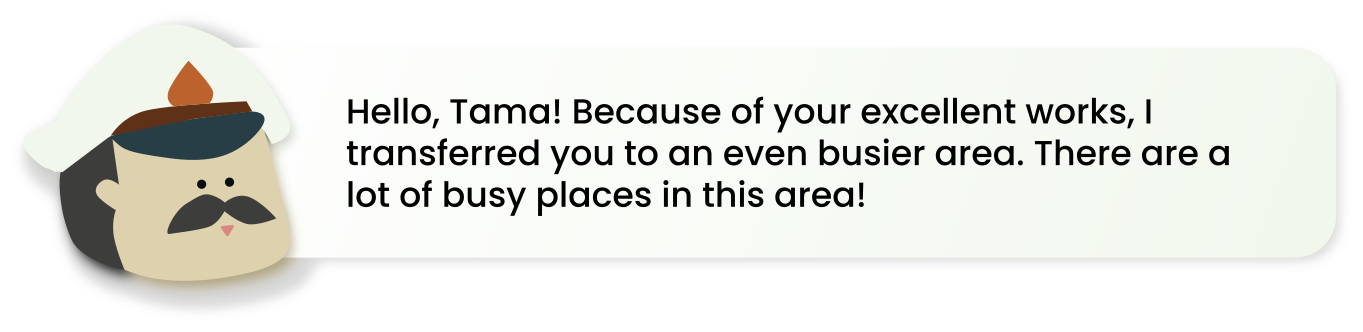 Hello, Tama! Because of your excellent works, I
transferred you to an even busier area. There are a
lot of busy places in this area!